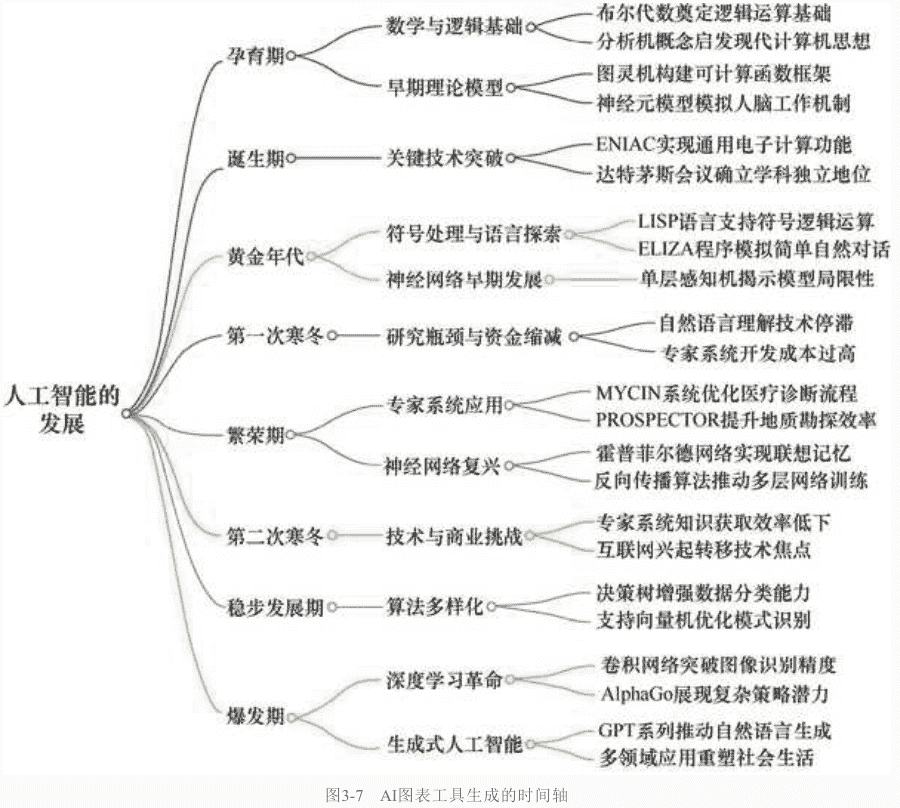 人工智能的
发展
孕育期
数学与逻辑基础
布尔代数奠定逻辑运算基础
分析机概念启发现代计算机思想
早期理论模型
图灵机构建可计算函数框架
神经元模型模拟人脑工作机制
诞生期
关键技术突破
ENIAC实现通用电子计算功能
达特茅斯会议确立学科独立地位
黄金年代
符号处理与语言探索
LISP语言支持符号逻辑运算
ELIZA程序模拟简单自然对话
神经网络早期发展
单层感知机揭示模型局限性
第一次寒冬
研究瓶颈与资金缩减
自然语言理解技术停滞
专家系统开发成本过高
繁荣期
专家系统应用
MYCIN系统优化医疗诊断流程
PROSPECTOR提升地质勘探效率
神经网络复兴
霍普菲尔德网络实现联想记忆
反向传播算法推动多层网络训练
第二次寒冬
技术与商业挑战
专家系统知识获取效率低下
互联网兴起转移技术焦点
稳步发展期
算法多样化
决策树增强数据分类能力
支持向量机优化模式识别
爆发期
深度学习革命
卷积网络突破图像识别精度
AlphaGo展现复杂策略潜力
生成式人工智能
GPT系列推动自然语言生成
多领域应用重塑社会生活
图3-7 AI图表工具生成的时间轴